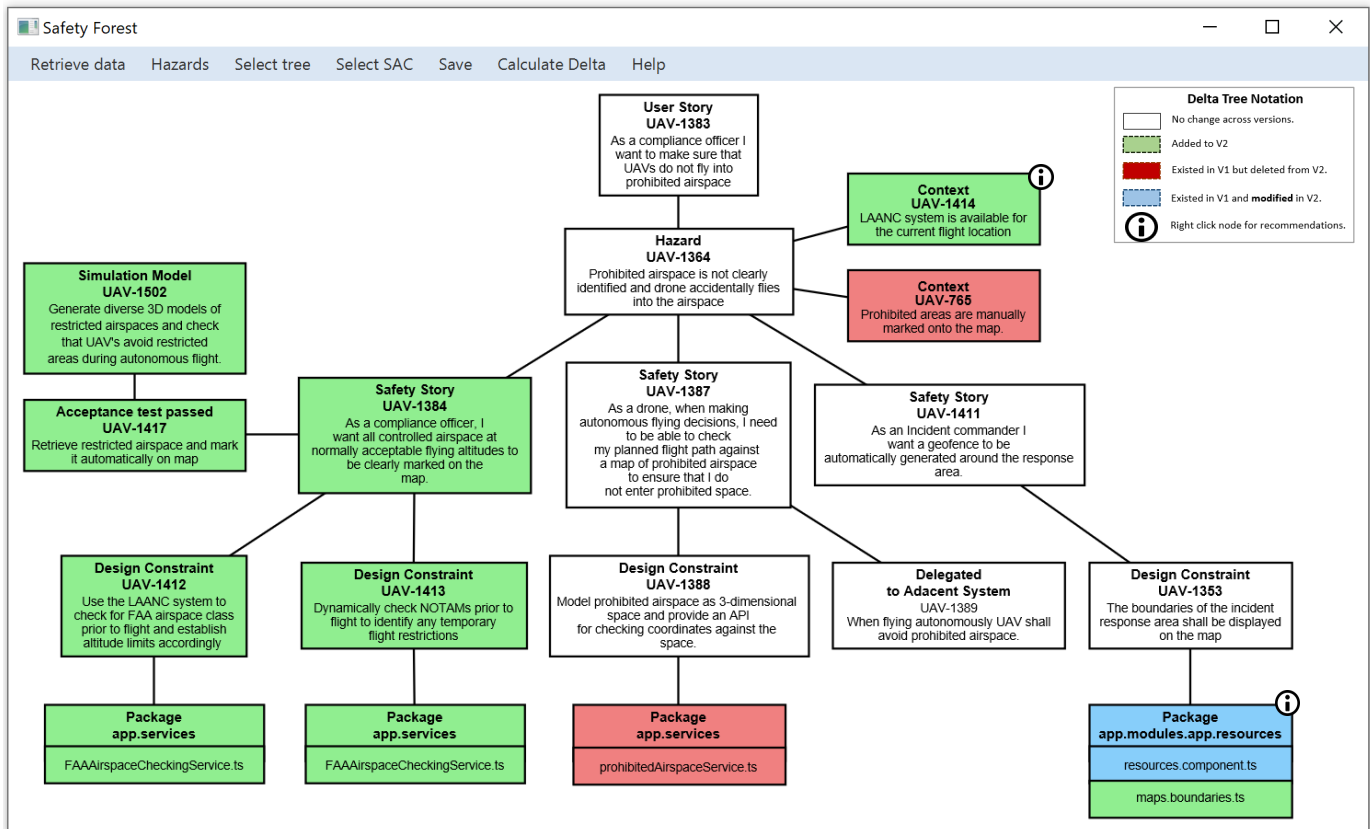 Safety Forest
Retrieve data Hazards Select tree Select SAC Save Calculate Delta Help
User Story
UAV-1383
As a compliance officer I
want to make sure that
UAVs do not fly into
prohibited airspace
Delta Tree Notation
No change across versions.
Added to V2
Existed in V1 but deleted from V2.
Existed in V1 and modified in V2.
Right click node for recommendations.
Context
UAV-1414
LAANC system is available for
the current flight location
Hazard
UAV-1364
Prohibited airspace is not clearly
identified and drone accidentally flies
into the airspace
Context
UAV-765
Prohibited areas are manually
marked onto the map.
Simulation Model
UAV-1502
Generate diverse 3D models of
restricted airspaces and check
that UAV's avoid restricted
areas during autonomous flight.
Acceptance test passed
UAV-1417
Retrieve restricted airspace and mark
it automatically on map
Safety Story
UAV-1384
As a compliance officer, I
want all controlled airspace at
normally acceptable flying altitudes to
be clearly marked on the
map.
Safety Story
UAV-1387
As a drone, when making
autonomous flying decisions, I need
to be able to check
my planned flight path against
a map of prohibited airspace
to ensure that I do
not enter prohibited space.
Safety Story
UAV-1411
As an Incident commander I
want a geofence to be
automatically generated around the response
area.
Design Constraint
UAV-1412
Use the LAANC system to
check for FAA airspace class
prior to flight and establish
altitude limits accordingly
Design Constraint
UAV-1413
Dynamically check NOTAMs prior to
flight to identify any temporary
flight restrictions
Design Constraint
UAV-1388
Model prohibited airspace as 3-dimensional
space and provide an API
for checking coordinates against the
space.
Delegated
to Adacent System
UAV-1389
When flying autonomously UAV shall
avoid prohibited airspace.
Design Constraint
UAV-1353
The boundaries of the incident
response area shall be displayed
on the map
Package
app.services
FAAAirspaceCheckingService.ts
Package
app.services
FAAAirspaceCheckingService.ts
Package
app.services
prohibitedAirspaceService.ts
Package
app.modules.app.resources
resources.component.ts
maps.boundaries.ts